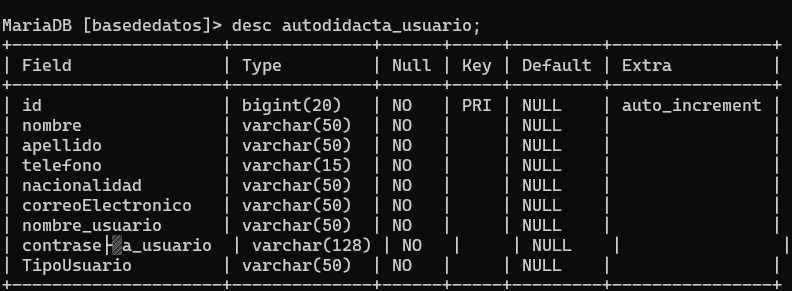 MariaDB [basededatos]> desc autodidacta_usuario;
+---------------------+--------------+------+-----+---------+----------------+
| Field               | Type         | Null | Key | Default | Extra          |
+---------------------+--------------+------+-----+---------+----------------+
| id                  | bigint(20)   | NO   | PRI | NULL    | auto_increment |
| nombre              | varchar(50)  | NO   |     | NULL    |                |
| apellido            | varchar(50)  | NO   |     | NULL    |                |
| telefono            | varchar(15)  | NO   |     | NULL    |                |
| nacionalidad        | varchar(50)  | NO   |     | NULL    |                |
| correoElectronico   | varchar(50)  | NO   |     | NULL    |                |
| nombre_usuario      | varchar(50)  | NO   |     | NULL    |                |
| contrase├▒a_usuario  | varchar(128) | NO   |     | NULL    |                |
| TipoUsuario         | varchar(50)  | NO   |     | NULL    |                |
+---------------------+--------------+------+-----+---------+----------------+